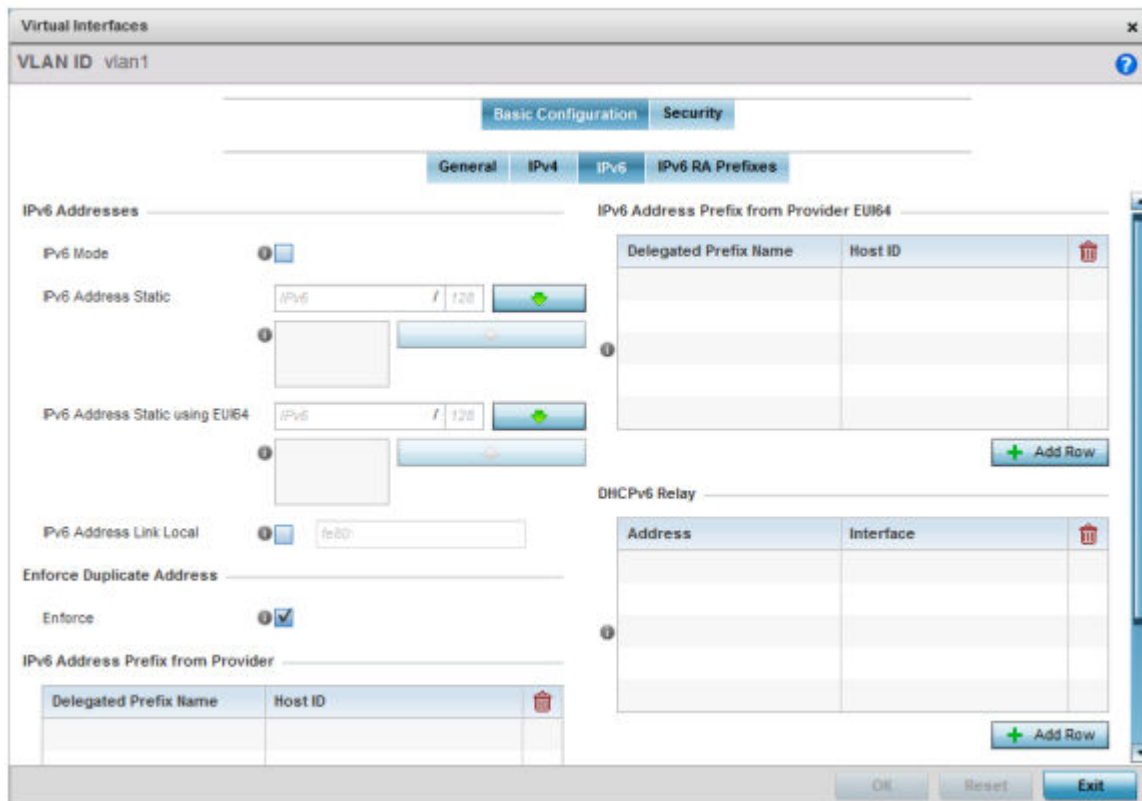 Virtual Interfaces
VLAN ID vlan1
Basic Configuration Security
General IPv4 IPv6 IPv6 RA Prefixes
IPv6 Addresses
IPv6 Mode
IPv6 Address Static
IPv6 / 128
IPv6 Address Static using EUI64
IPv6 / 128
IPv6 Address Link Local
fe80::
Enforce Duplicate Address
Enforce
IPv6 Address Prefix from Provider
Delegated Prefix Name Host ID
IPv6 Address Prefix from Provider EUI64
Delegated Prefix Name Host ID
Add Row
DHCPv6 Relay
Address Interface
Add Row
OK Reset Exit